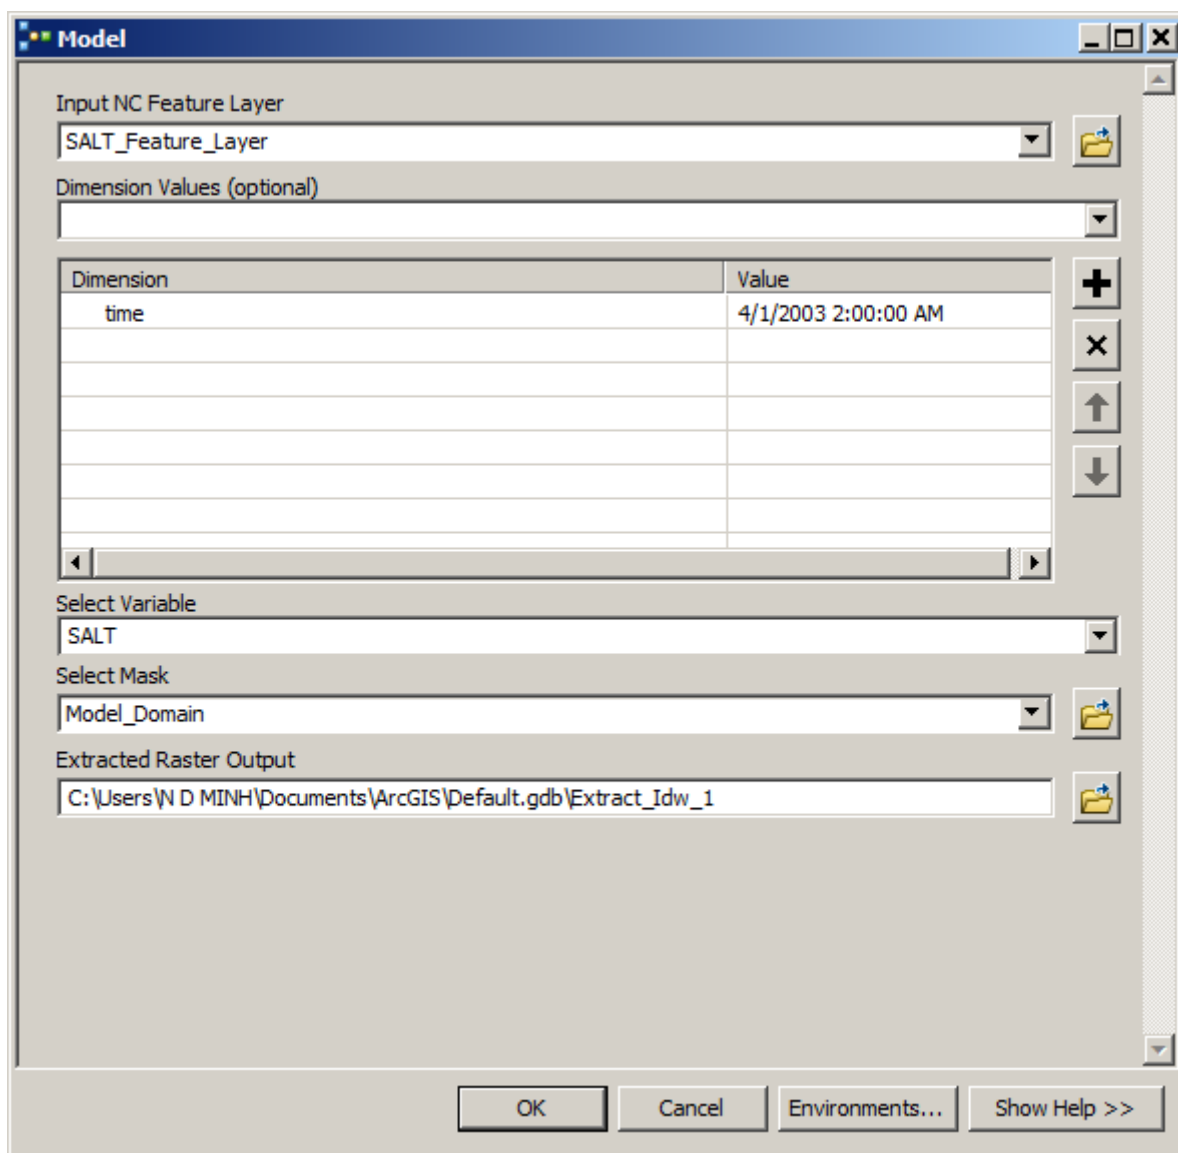 Model
Input NC Feature Layer
SALT_Feature_Layer
Dimension Values (optional)
Dimension Value
time 4/1/2003 2:00:00 AM
Select Variable
SALT
Select Mask
Model_Domain
Extracted Raster Output
C:\Users\N D MINH\Documents\ArcGIS\Default.gdb\Extract_Idw_1
OK Cancel Environments... Show Help >>